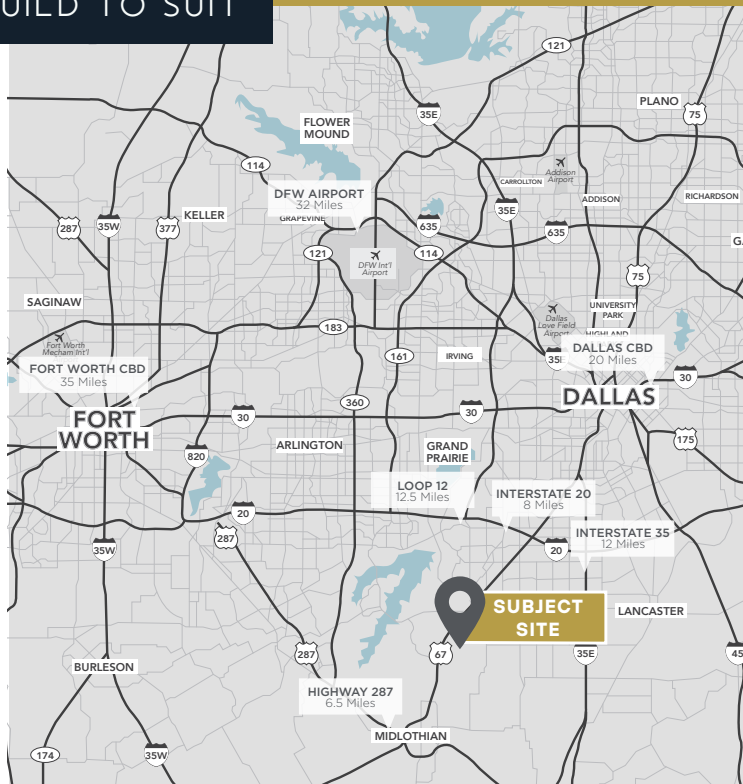 UILD TO SUIT
121
PLANO
75
35E
FLOWER
MOUND
114
Addison
Airport
CARROLLTON
DFW AIRPORT
32 Miles
GRAPEVINE
ADDISON
RICHARDSON
35E
KELLER
287
35W
377
635
635
G
121
DFW Int'l
Airport
114
75
SAGINAW
UNIVERSITY
PARK
HIGHLAND
Dallas
Love Field
Airport
183
Fort Worth
Mecham Int'l
161
IRVING
35E
DALLAS CBD
20 Miles
FORT WORTH CBD
35 Miles
30
DALLAS
360
30
30
FORT
WORTH
175
ARLINGTON
GRAND
PRAIRIE
820
LOOP 12
12.5 Miles
INTERSTATE 20
8 Miles
20
287
INTERSTATE 35
12 Miles
35W
20
SUBJECT
SITE
LANCASTER
287
67
35E
45
BURLESON
HIGHWAY 287
6.5 Miles
MIDLOTHIAN
174
35W